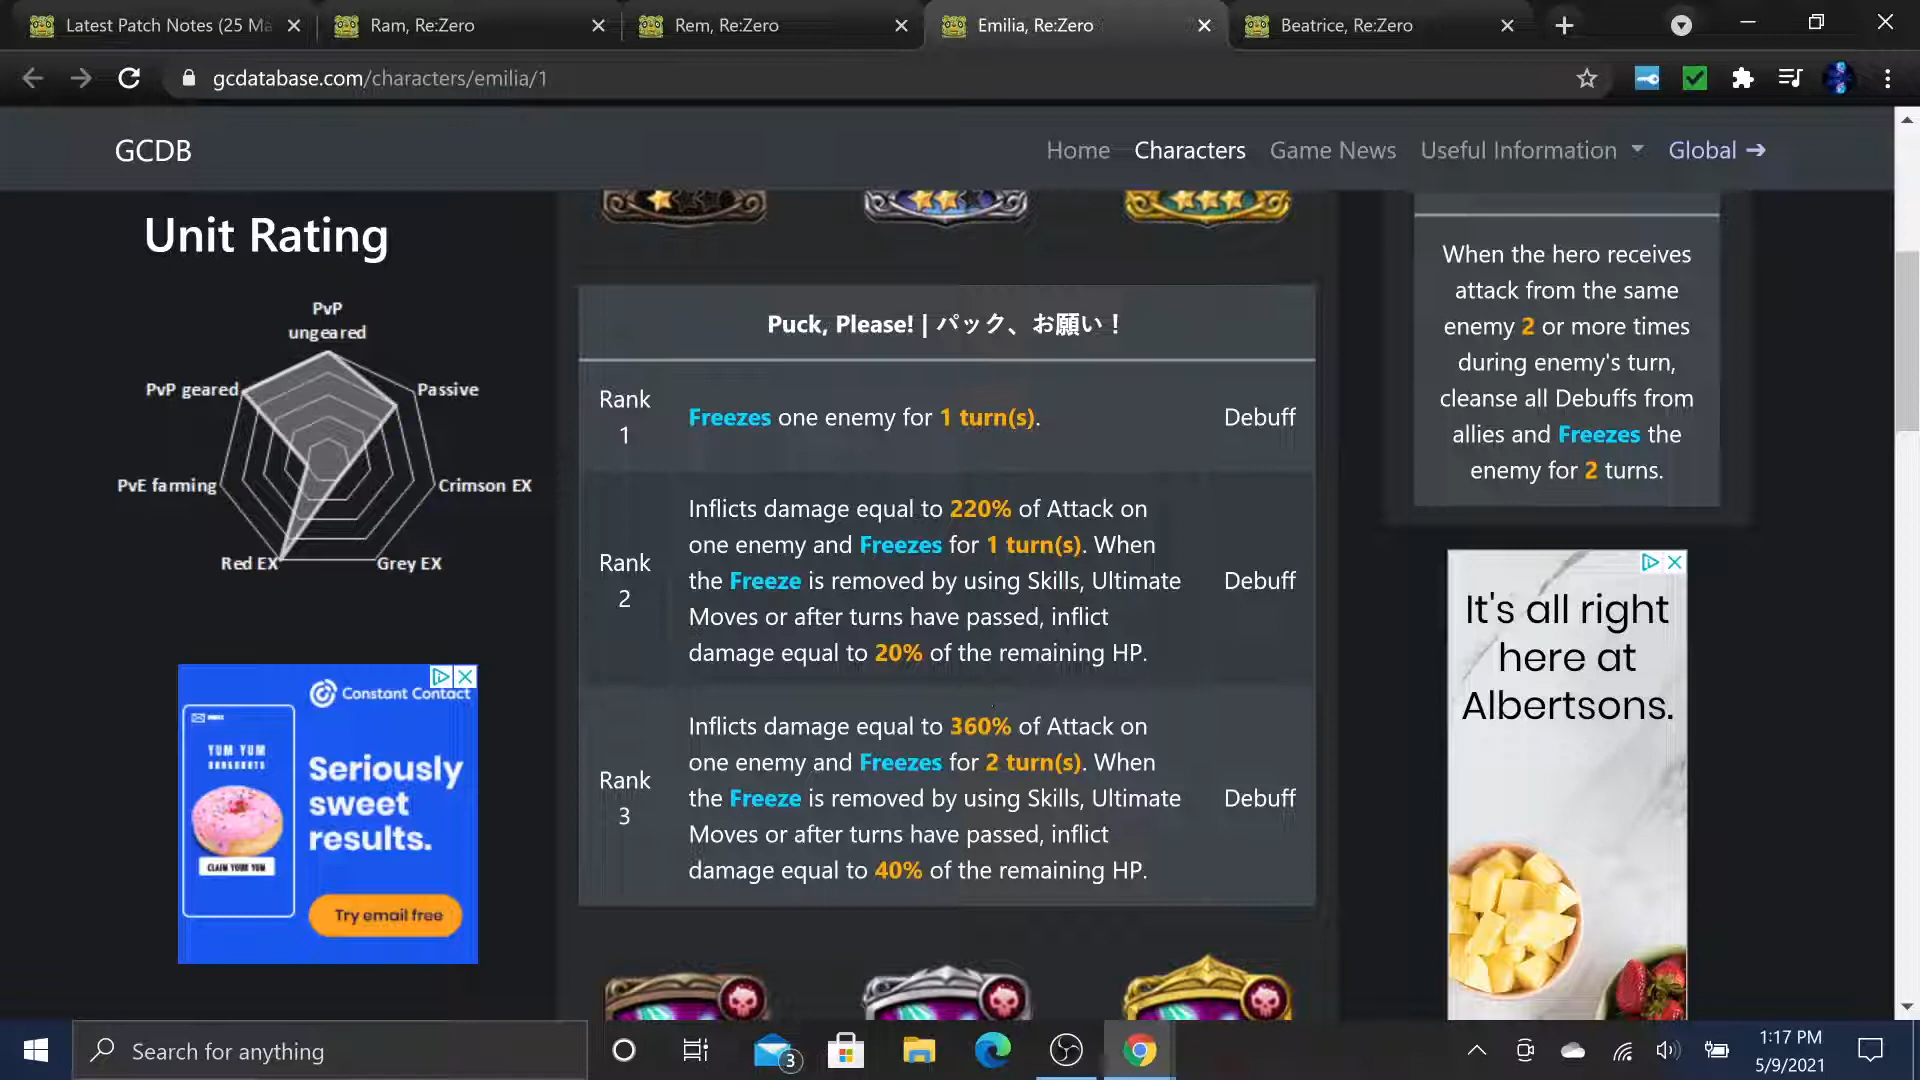 Latest Patch Notes (25 Ma
Ram, Re:Zero
Rem, Re:Zero
Emilia, Re:Zero
Beatrice, Re:Zero
gcdatabase.com/characters/emilia/1
GCDB
Home
Characters
Game News
Useful Information
Global →
Unit Rating
PvP
ungeared
PvP geared
Passive
PvE farming
Crimson EX
Red EX
Grey EX
Puck, Please! | パック、お願い！
Rank
1
Freezes one enemy for 1 turn(s).
Debuff
Rank
2
Inflicts damage equal to 220% of Attack on
one enemy and Freezes for 1 turn(s). When
the Freeze is removed by using Skills, Ultimate
Moves or after turns have passed, inflict
damage equal to 20% of the remaining HP.
Debuff
Rank
3
Inflicts damage equal to 360% of Attack on
one enemy and Freezes for 2 turn(s). When
the Freeze is removed by using Skills, Ultimate
Moves or after turns have passed, inflict
damage equal to 40% of the remaining HP.
Debuff
When the hero receives
attack from the same
enemy 2 or more times
during enemy's turn,
cleanse all Debuffs from
allies and Freezes the
enemy for 2 turns.
Constant Contact
YUM YUM
Seriously
sweet
results.
CLAIM YOUR YUM
Try email free
It's all right
here at
Albertsons.
Search for anything
3
1:17 PM
5/9/2021